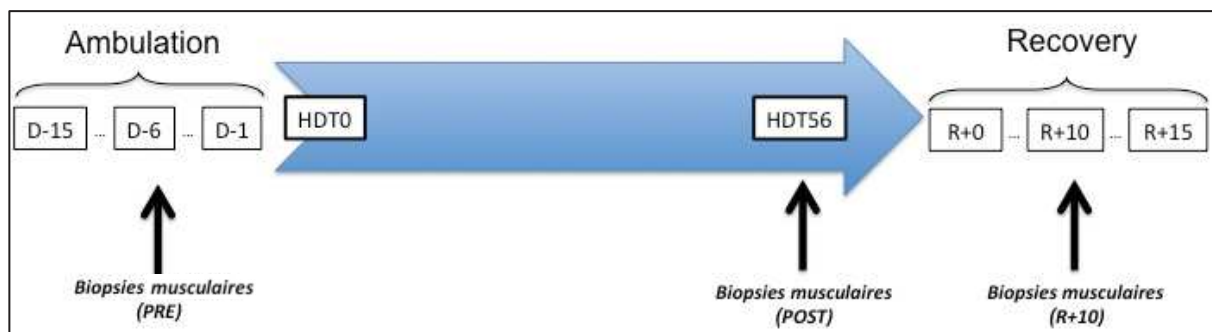 Ambulation
Recovery
D-15 ... D-6 ... D-1
HDT0
HDT56
R+0 ... R+10 ... R+15
Biopsies musculaires
(PRE)
Biopsies musculaires
(POST)
Biopsies musculaires
(R+10)